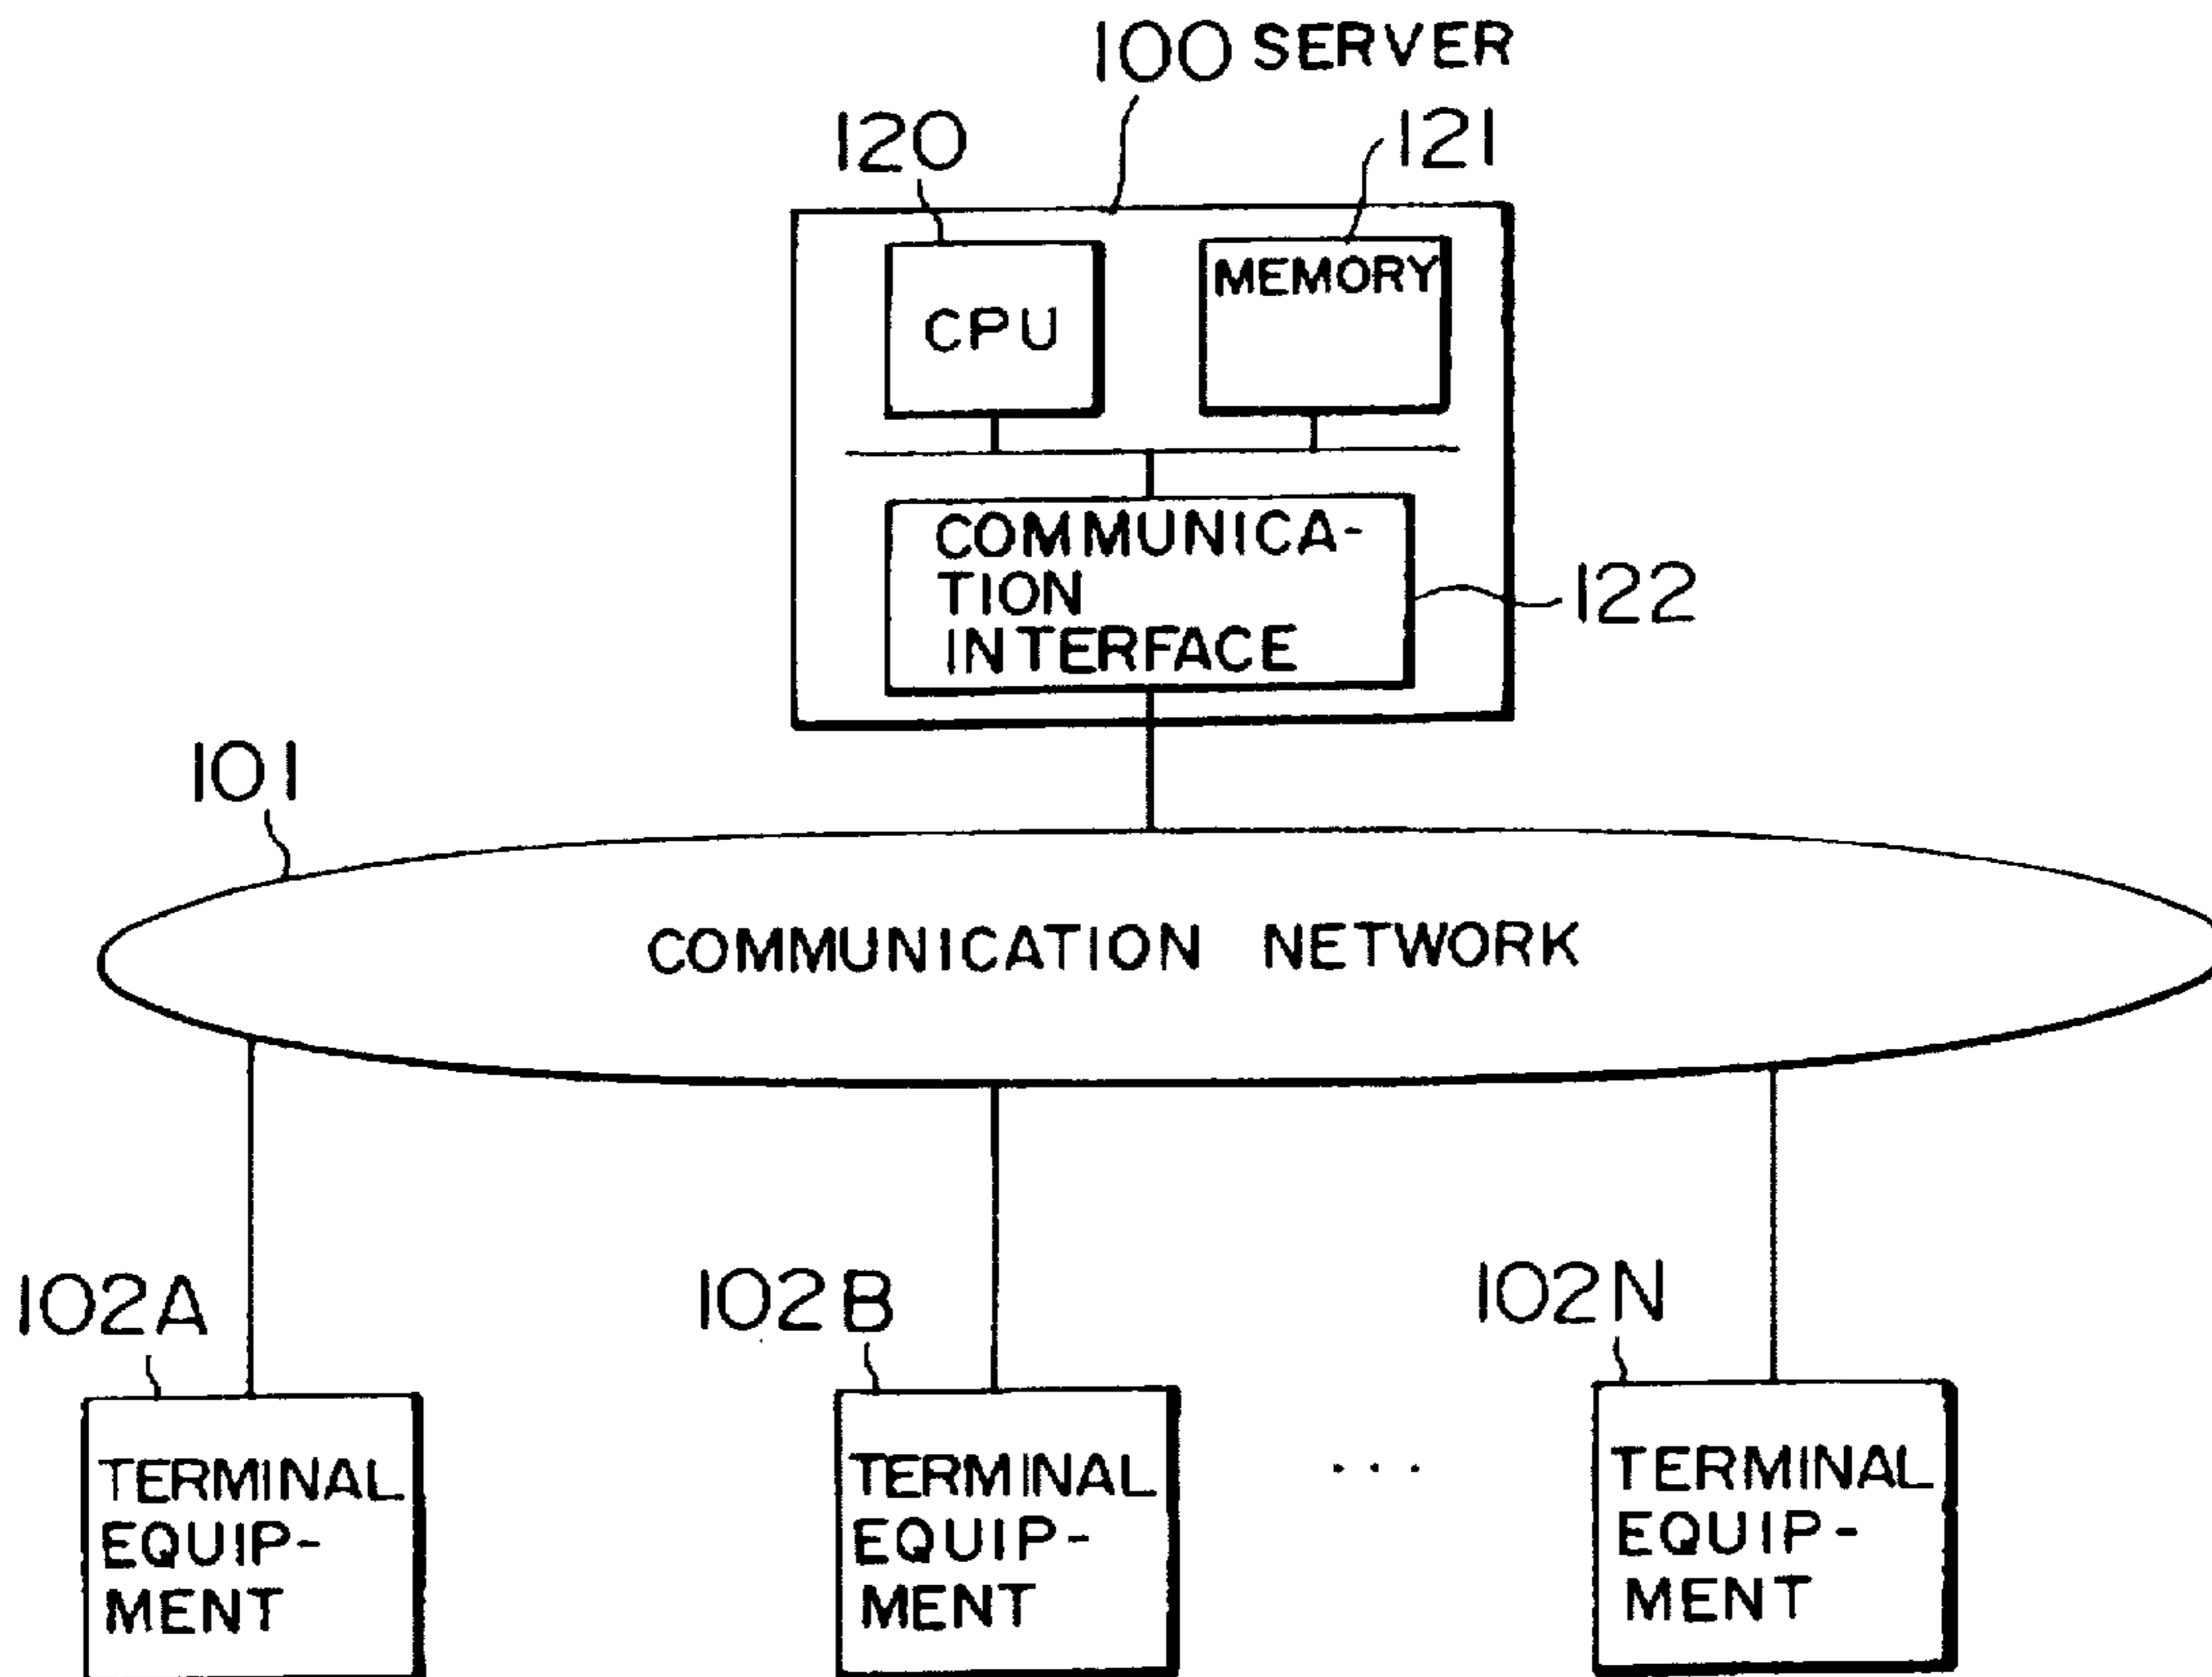 100 SERVER
120
121
CPU
MEMORY
COMMUNICA-
TION
INTERFACE
122
101
COMMUNICATION NETWORK
102A
102B
102N
TERMINAL
EQUIP-
MENT
TERMINAL
EQUIP-
MENT
. . .
TERMINAL
EQUIP-
MENT